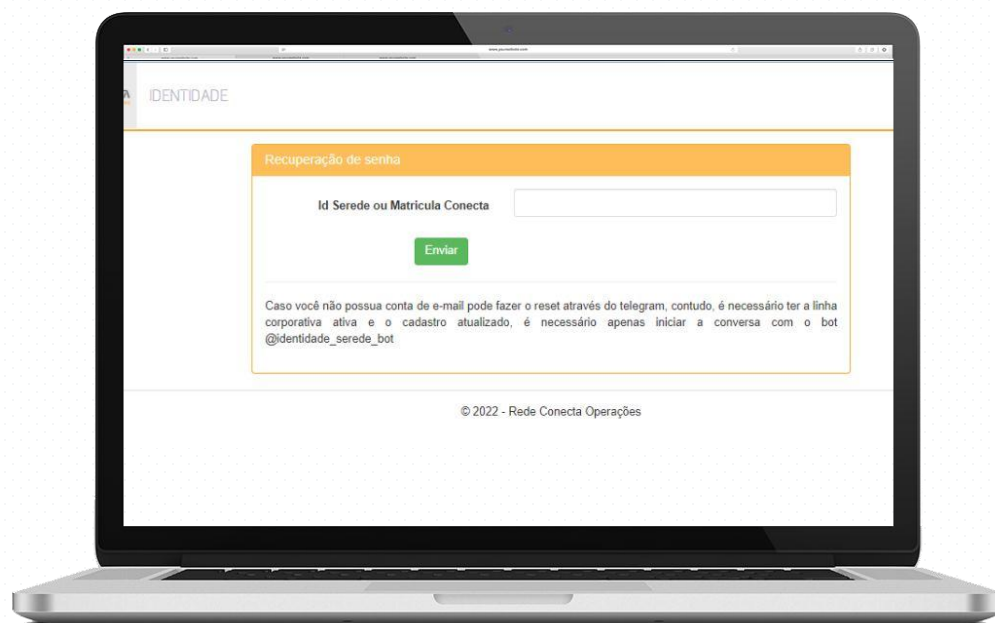 IDENTIDADE
Recuperação de senha
Id Serede ou Matricula Conecta
Enviar
Caso você não possua conta de e-mail pode fazer o reset através do telegram, contudo, é necessário ter a linha
corporativa ativa e o cadastro atualizado, é necessário apenas iniciar a conversa com o bot
@identidade_serede_bot
© 2022 - Rede Conecta Operações